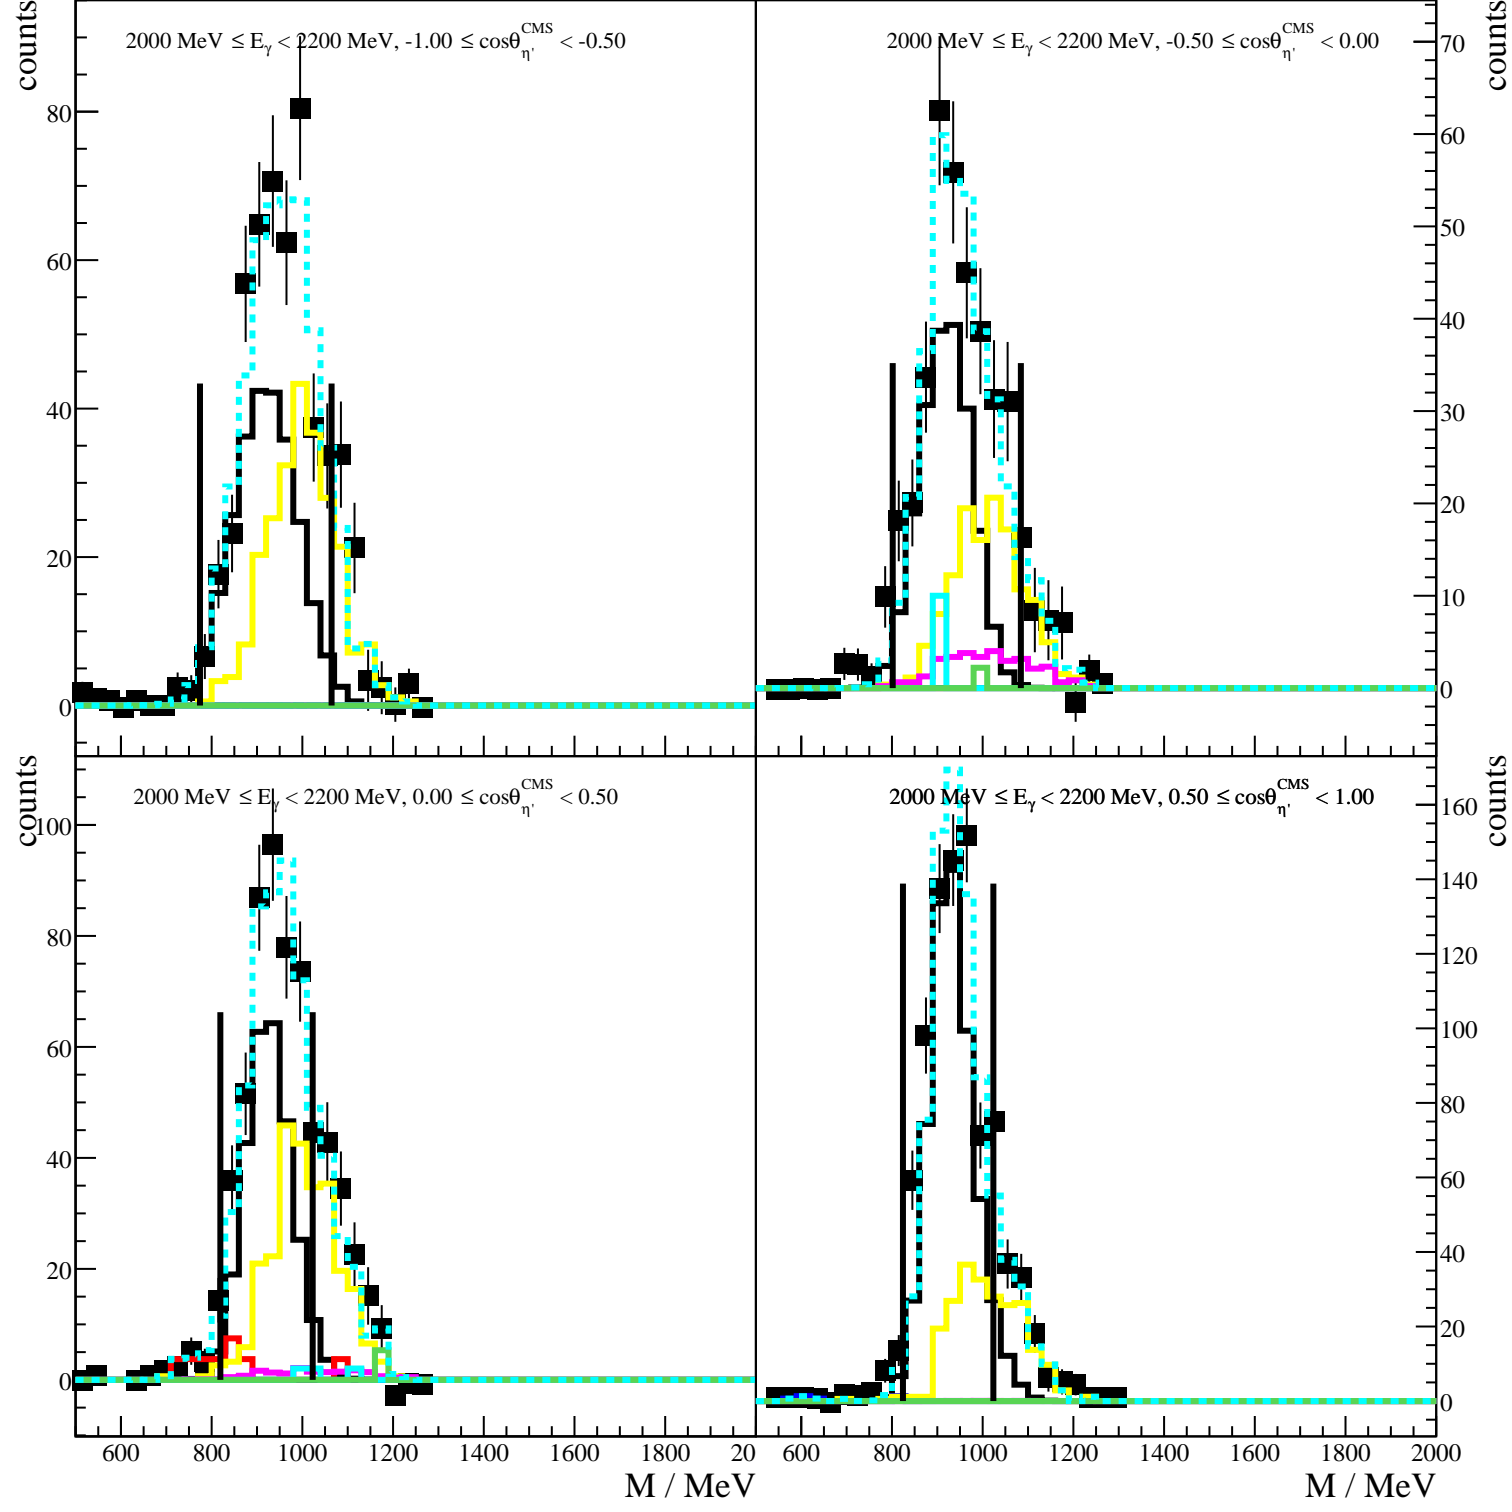 counts
2000 MeV ≤ Eγ < 2200 MeV, -1.00 ≤ cosθη'CMS < -0.50
80
60
40
20
0
2000 MeV ≤ Eγ < 2200 MeV, -0.50 ≤ cosθη'CMS < 0.00
counts
70
60
50
40
30
20
10
0
counts
2000 MeV ≤ Eγ < 2200 MeV, 0.00 ≤ cosθη'CMS < 0.50
100
80
60
40
20
0
600 800 1000 1200 1400 1600 1800 20
M / MeV
2000 MeV ≤ Eγ < 2200 MeV, 0.50 ≤ cosθη'CMS < 1.00
counts
160
140
120
100
80
60
40
20
0
600 800 1000 1200 1400 1600 1800 2000
M / MeV